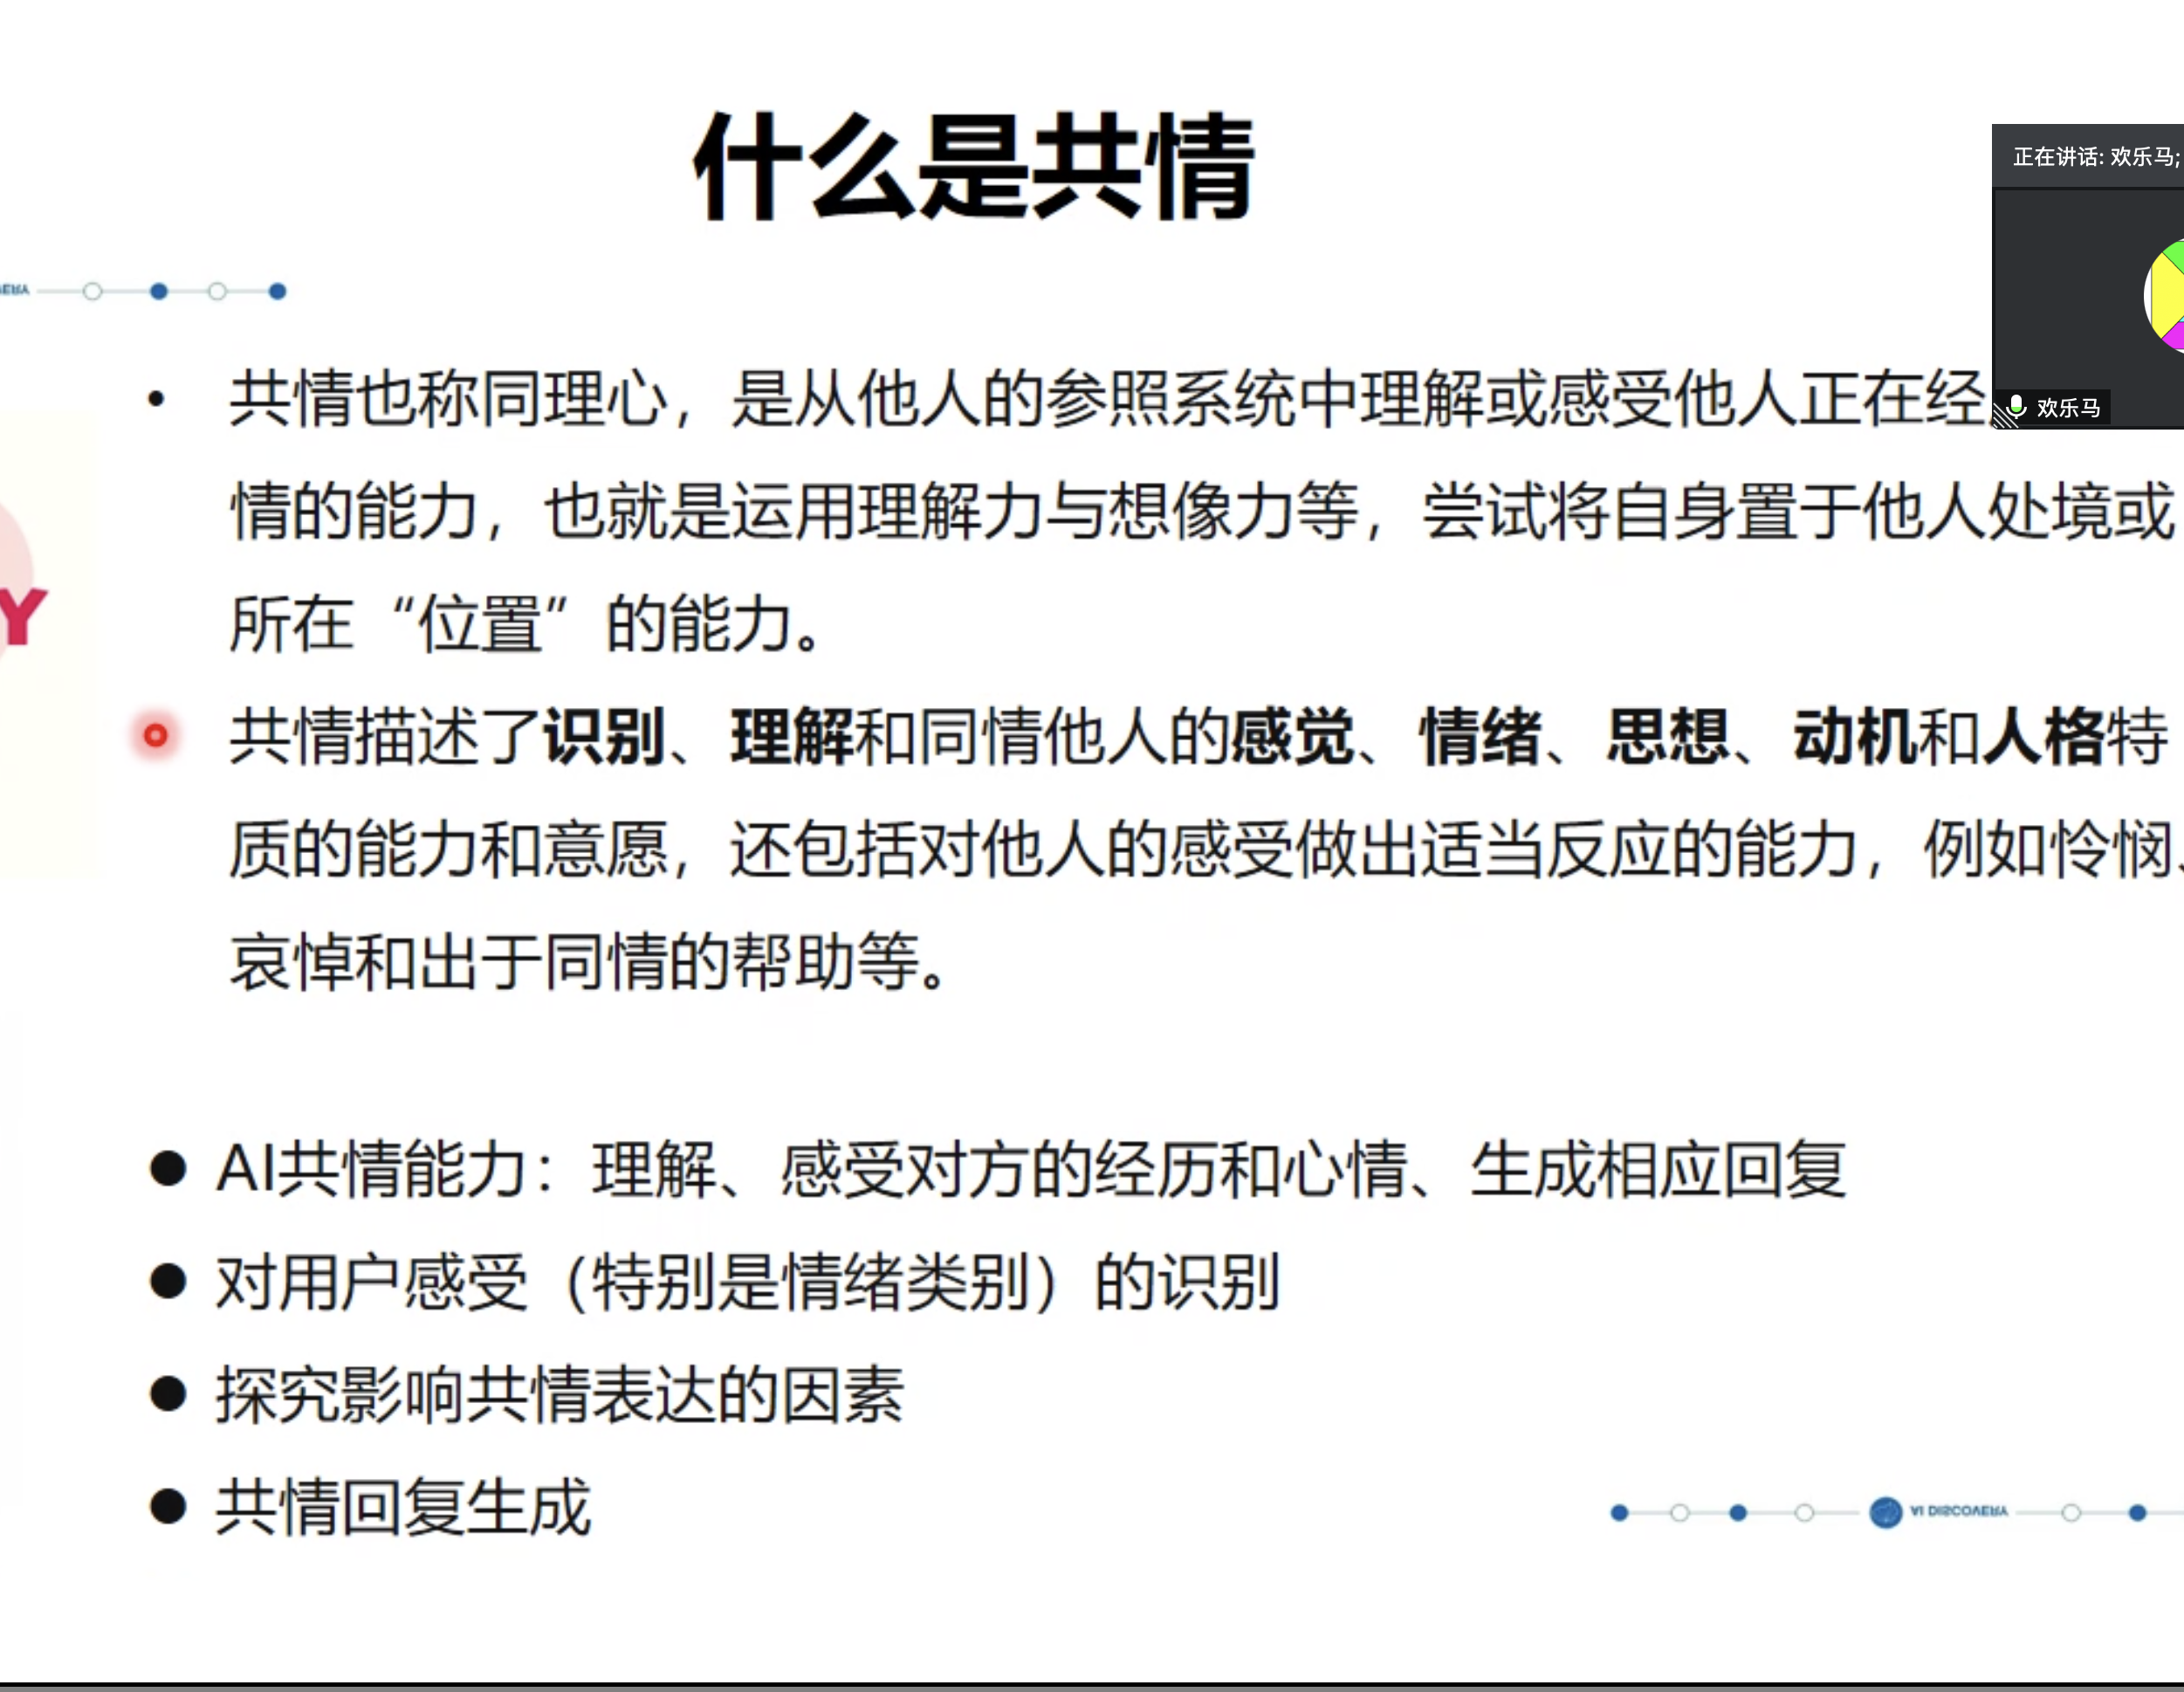 什么是共情
正在讲话: 欢乐马;
欢乐马
共情也称同理心，是从他人的参照系统中理解或感受他人正在经
情的能力，也就是运用理解力与想像力等，尝试将自身置于他人处境或
所在“位置”的能力。
Y
共情描述了识别、理解和同情他人的感觉、情绪、思想、动机和人格特
质的能力和意愿，还包括对他人的感受做出适当反应的能力，例如怜悯、
哀悼和出于同情的帮助等。
AI共情能力：理解、感受对方的经历和心情、生成相应回复
对用户感受（特别是情绪类别）的识别
探究影响共情表达的因素
共情回复生成